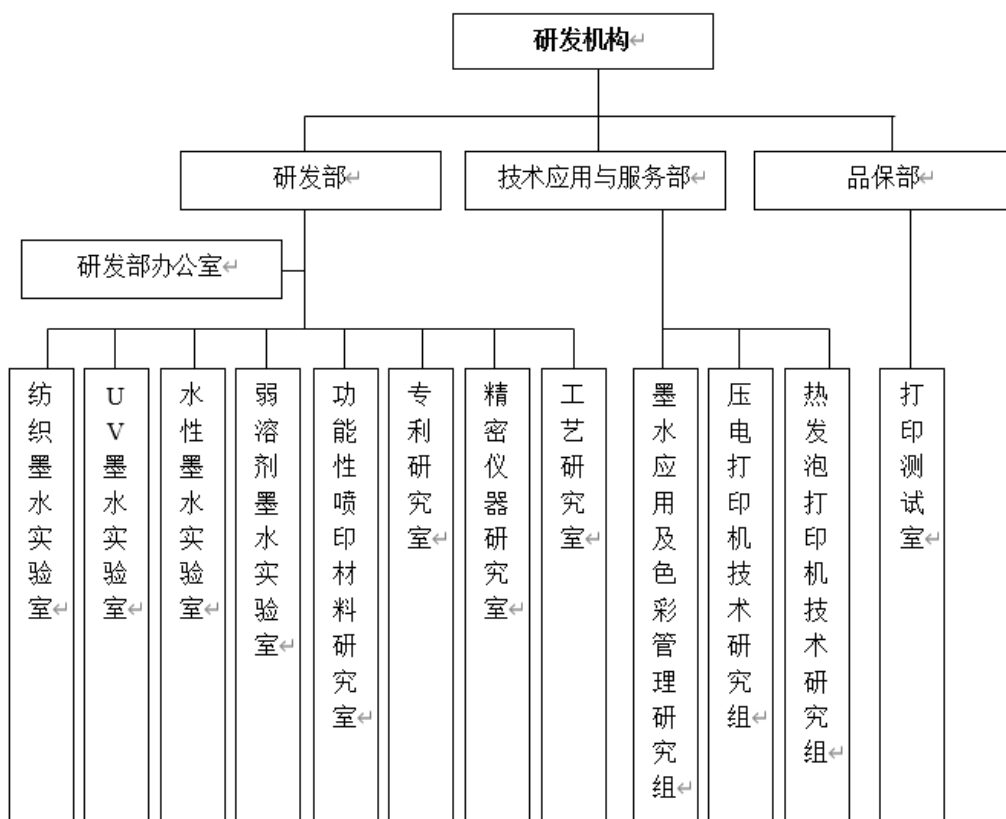 研发机构
研发部
技术应用与服务部
品保部
研发部办公室
纺织墨水实验室
UV墨水实验室
水性墨水实验室
弱溶剂墨水实验室
功能性喷印材料研究室
专利研究室
精密仪器研究室
工艺研究室
墨水应用及色彩管理研究组
压电打印机技术研究组
热发泡打印机技术研究组
打印测试室